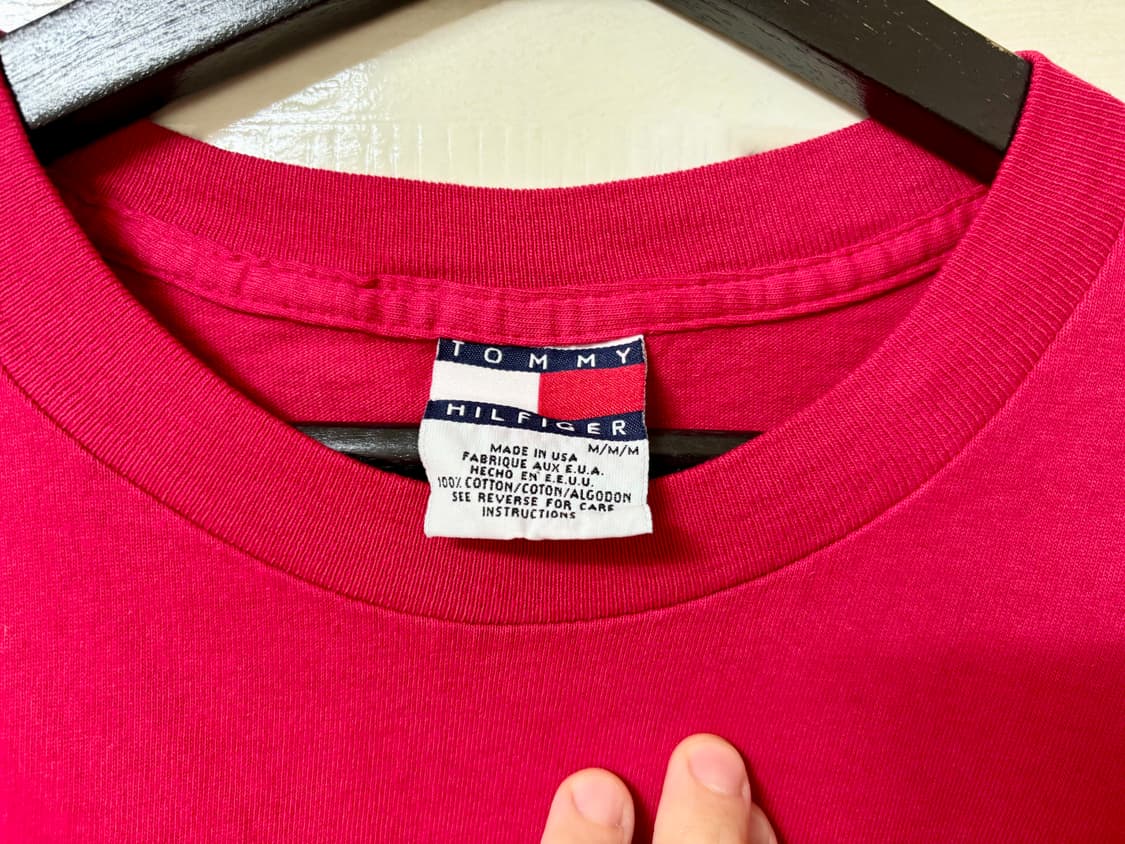 TOMMY
HILFIGER
MADE IN USA M/M/M
FABRIQUE AUX E.U.A.
HECHO EN E.E.U.U.
100% COTTON/COTON/ALGODON
SEE REVERSE FOR CARE
INSTRUCTIONS